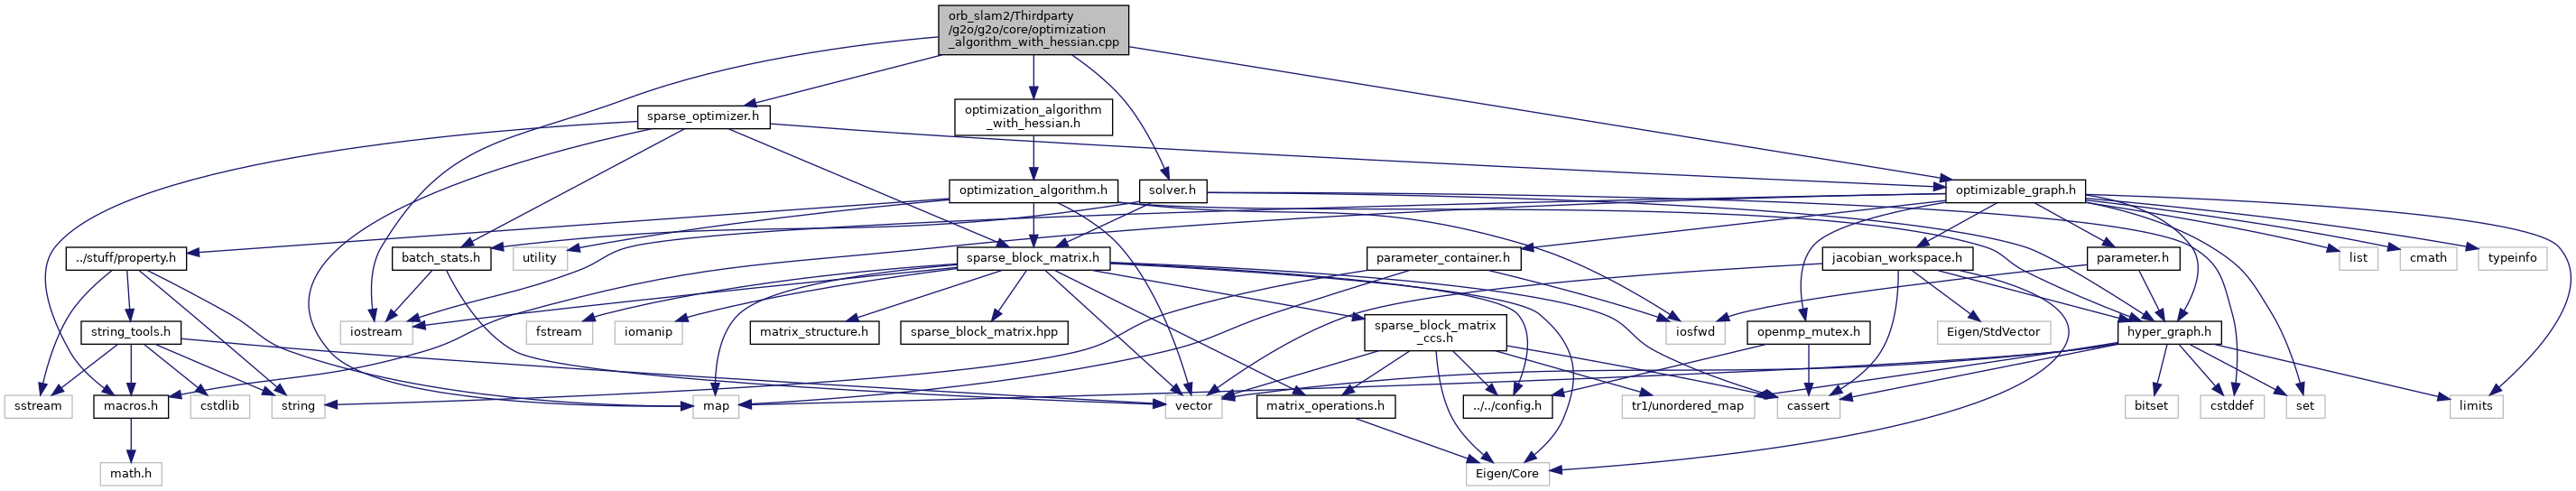 orb_slam2/Thirdparty
/g2o/g2o/core/optimization
_algorithm_with_hessian.cpp
sparse_optimizer.h
optimization_algorithm
_with_hessian.h
optimization_algorithm.h
solver.h
optimizable_graph.h
../stuff/property.h
batch_stats.h
utility
sparse_block_matrix.h
parameter_container.h
jacobian_workspace.h
parameter.h
list
cmath
typeinfo
string_tools.h
iostream
fstream
iomanip
matrix_structure.h
sparse_block_matrix.hpp
sparse_block_matrix
_ccs.h
iosfwd
openmp_mutex.h
Eigen/StdVector
hyper_graph.h
sstream
macros.h
cstdlib
string
map
vector
matrix_operations.h
../../config.h
tr1/unordered_map
cassert
bitset
cstddef
set
limits
math.h
Eigen/Core